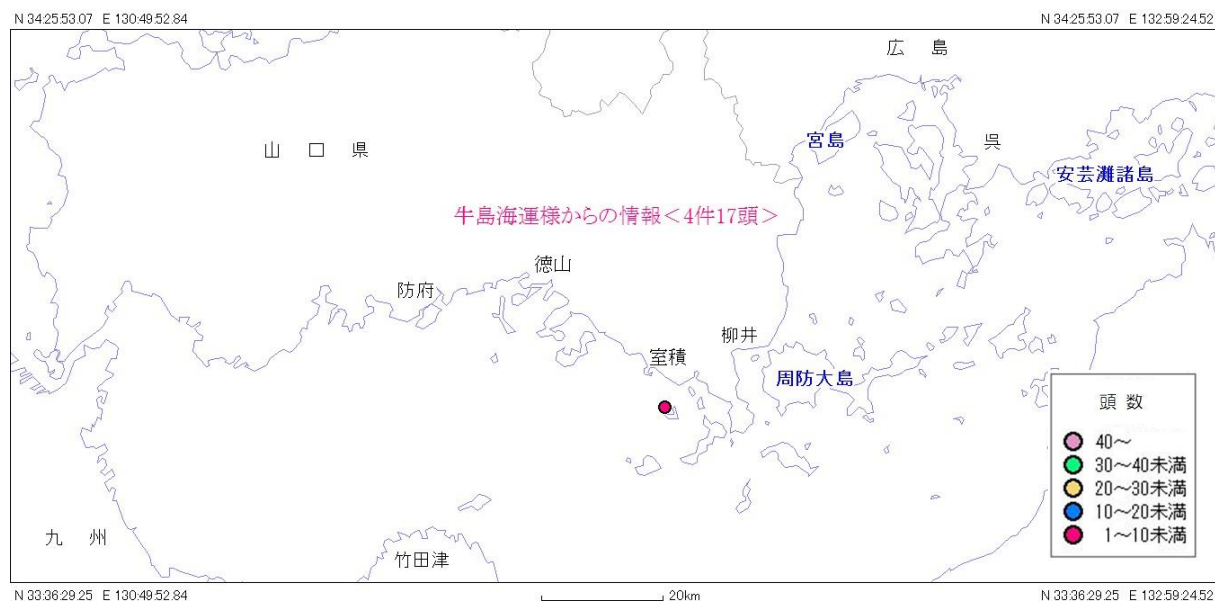 N 34:25:53.07 E 130:49:52.84
N 34:25:53.07 E 132:59:24.52
広 島
山 口 県
宮島
呉
安芸灘諸島
牛島海運様からの情報＜4件17頭＞
徳山
防府
柳井
室積
周防大島
頭 数
40～
30～40未満
20～30未満
10～20未満
1～10未満
九 州
竹田津
N 33:36:29.25 E 130:49:52.84
20km
N 33:36:29.25 E 132:59:24.52